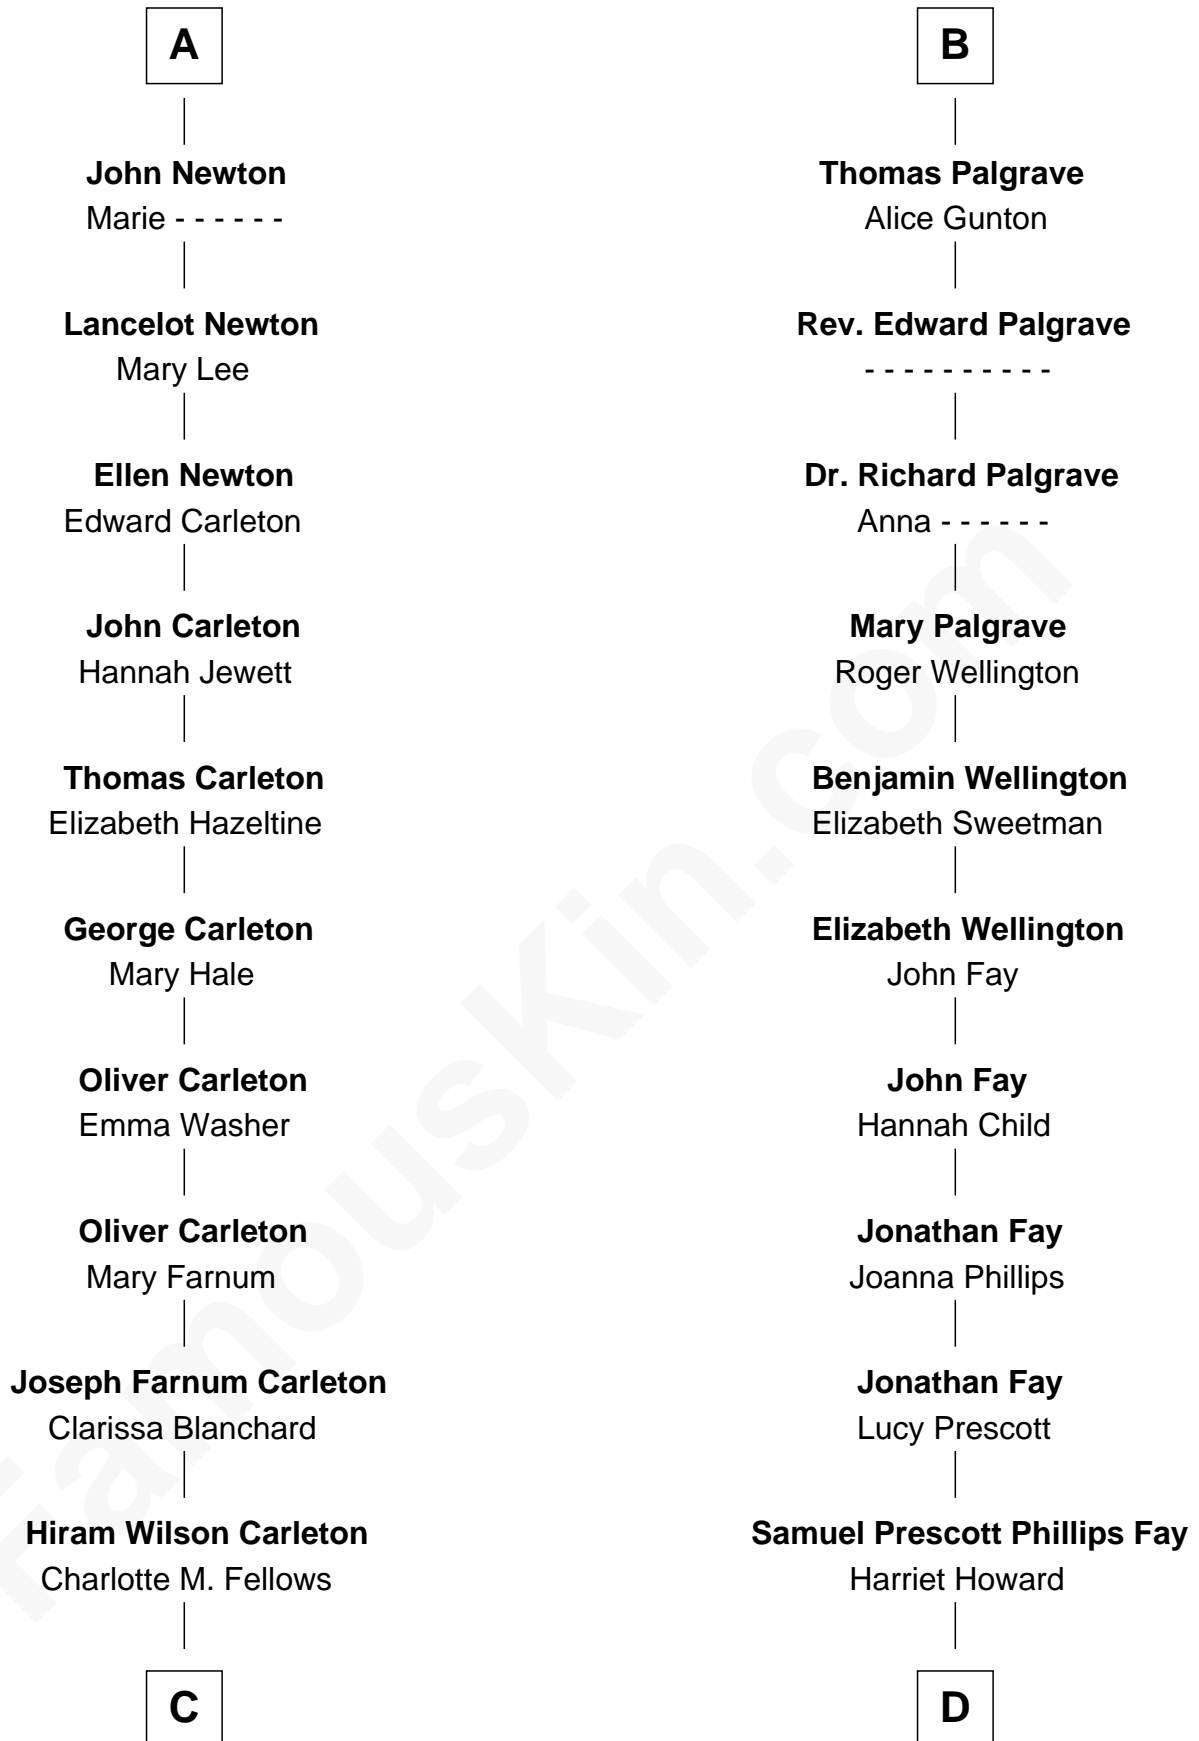 A
John Newton
Marie - - - - - -
Lancelot Newton
Mary Lee
Ellen Newton
Edward Carleton
John Carleton
Hannah Jewett
Thomas Carleton
Elizabeth Hazeltine
George Carleton
Mary Hale
Oliver Carleton
Emma Washer
Oliver Carleton
Mary Farnum
Joseph Farnum Carleton
Clarissa Blanchard
Hiram Wilson Carleton
Charlotte M. Fellows
C
B
Thomas Palgrave
Alice Gunton
Rev. Edward Palgrave
- - - - - - - - - -
Dr. Richard Palgrave
Anna - - - - - -
Mary Palgrave
Roger Wellington
Benjamin Wellington
Elizabeth Sweetman
Elizabeth Wellington
John Fay
John Fay
Hannah Child
Jonathan Fay
Joanna Phillips
Jonathan Fay
Lucy Prescott
Samuel Prescott Phillips Fay
Harriet Howard
D
FamousKin.com